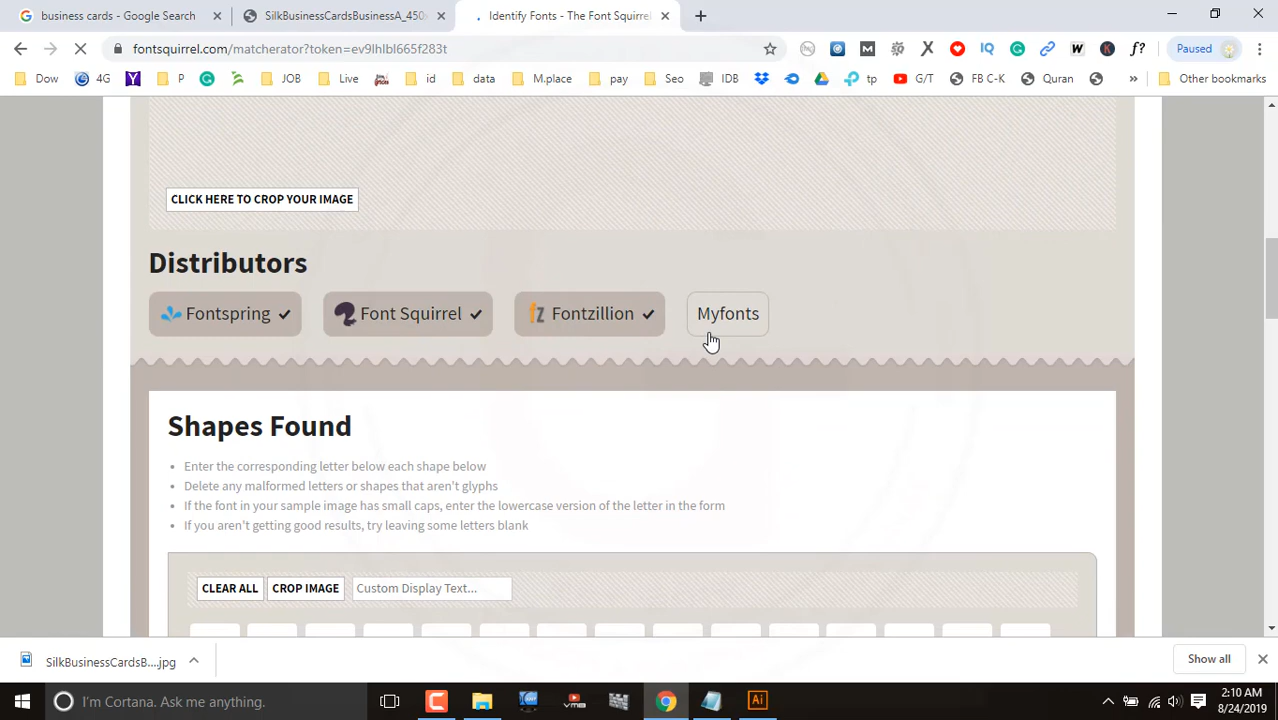 business cards - Google Search
SilkBusinessCardsBusinessA_450x
Identify Fonts - The Font Squirrel
fontsquirrel.com/matcherator?token=ev9lhlbl665f283t
Paused
Dow
4G
P
JOB
Live
id
data
M.place
pay
Seo
IDB
tp
G/T
FB C-K
Quran
Other bookmarks
CLICK HERE TO CROP YOUR IMAGE
Distributors
Fontspring
Font Squirrel
Fontzillion
Myfonts
Shapes Found
• Enter the corresponding letter below each shape below
• Delete any malformed letters or shapes that aren't glyphs
• If the font in your sample image has small caps, enter the lowercase version of the letter in the form
• If you aren't getting good results, try leaving some letters blank
CLEAR ALL
CROP IMAGE
Custom Display Text...
SilkBusinessCardsB....jpg
Show all
I'm Cortana. Ask me anything.
2:10 AM
8/24/2019